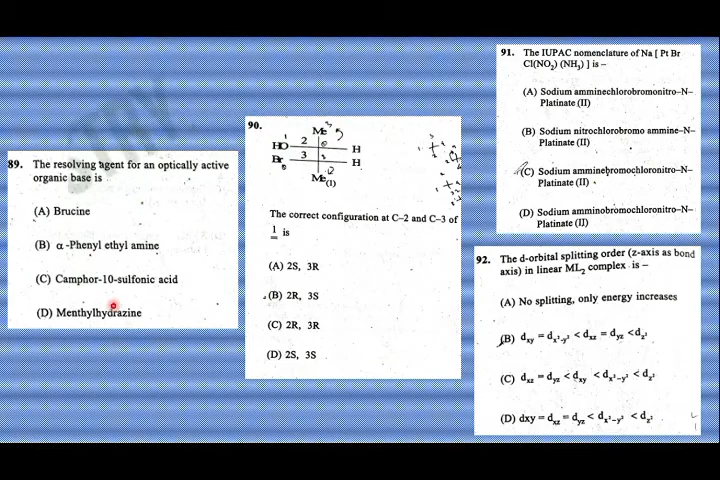 89. The resolving agent for an optically active
organic base is
(A) Brucine
(B) α -Phenyl ethyl amine
(C) Camphor-10-sulfonic acid
(D) Menthylhydrazine
90.
Me
HO 2 H
Br 3 H
Me (1)
The correct configuration at C-2 and C-3 of
1 is
(A) 2S, 3R
(B) 2R, 3S
(C) 2R, 3R
(D) 2S, 3S
91. The IUPAC nomenclature of Na [ Pt Br
Cl(NO₂) (NH₃) ] is –
(A) Sodium amminechlorobromonitro–N–
Platinate (II)
(B) Sodium nitrochlorobromo ammine–N–
Platinate (II)
(C) Sodium amminebromochloronitro–N–
Platinate (II)
(D) Sodium amminobromochloronitro–N–
Platinate (II)
92. The d-orbital splitting order (z-axis as bond
axis) in linear ML₂ complex is –
(A) No splitting, only energy increases
(B) dxy = dx²–y² < dxz = dyz < dz²
(C) dxz = dyz < dxy < dx²–y² < dz²
(D) dxy = dxz = dyz < dx²–y² < dz²